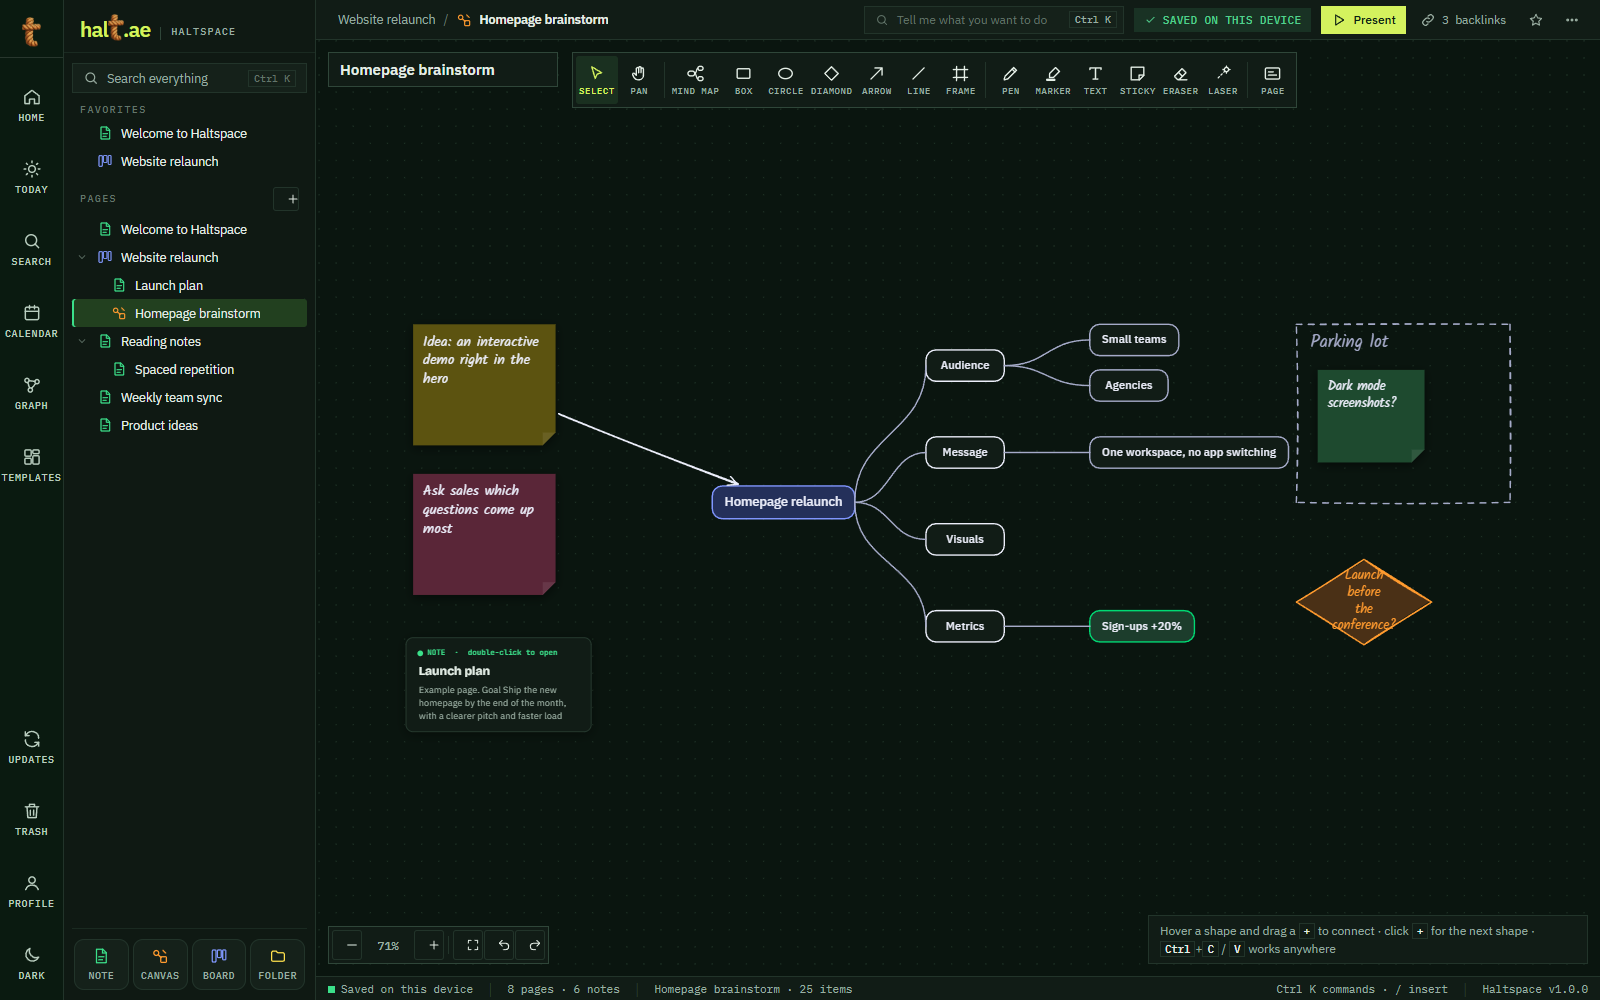 halt.ae
HALTSPACE
Website relaunch / Homepage brainstorm
Tell me what you want to do
Ctrl K
SAVED ON THIS DEVICE
Present
3 backlinks
HOME
TODAY
SEARCH
CALENDAR
GRAPH
TEMPLATES
UPDATES
TRASH
PROFILE
DARK
Search everything
Ctrl K
FAVORITES
Welcome to Haltspace
Website relaunch
PAGES
Welcome to Haltspace
Website relaunch
Launch plan
Homepage brainstorm
Reading notes
Spaced repetition
Weekly team sync
Product ideas
NOTE
CANVAS
BOARD
FOLDER
Homepage brainstorm
SELECT
PAN
MIND MAP
BOX
CIRCLE
DIAMOND
ARROW
LINE
FRAME
PEN
MARKER
TEXT
STICKY
ERASER
LASER
PAGE
Idea: an interactive
demo right in the
hero
Ask sales which
questions come up
most
NOTE · double-click to open
Launch plan
Example page. Goal Ship the new
homepage by the end of the month,
with a clearer pitch and faster load
Homepage relaunch
Audience
Small teams
Agencies
Message
One workspace, no app switching
Visuals
Metrics
Sign-ups +20%
Parking lot
Dark mode
screenshots?
Launch
before
the
conference?
71%
Hover a shape and drag a + to connect · click + for the next shape ·
Ctrl + C / V works anywhere
Saved on this device
8 pages · 6 notes
Homepage brainstorm · 25 items
Ctrl K commands · / insert
Haltspace v1.0.0